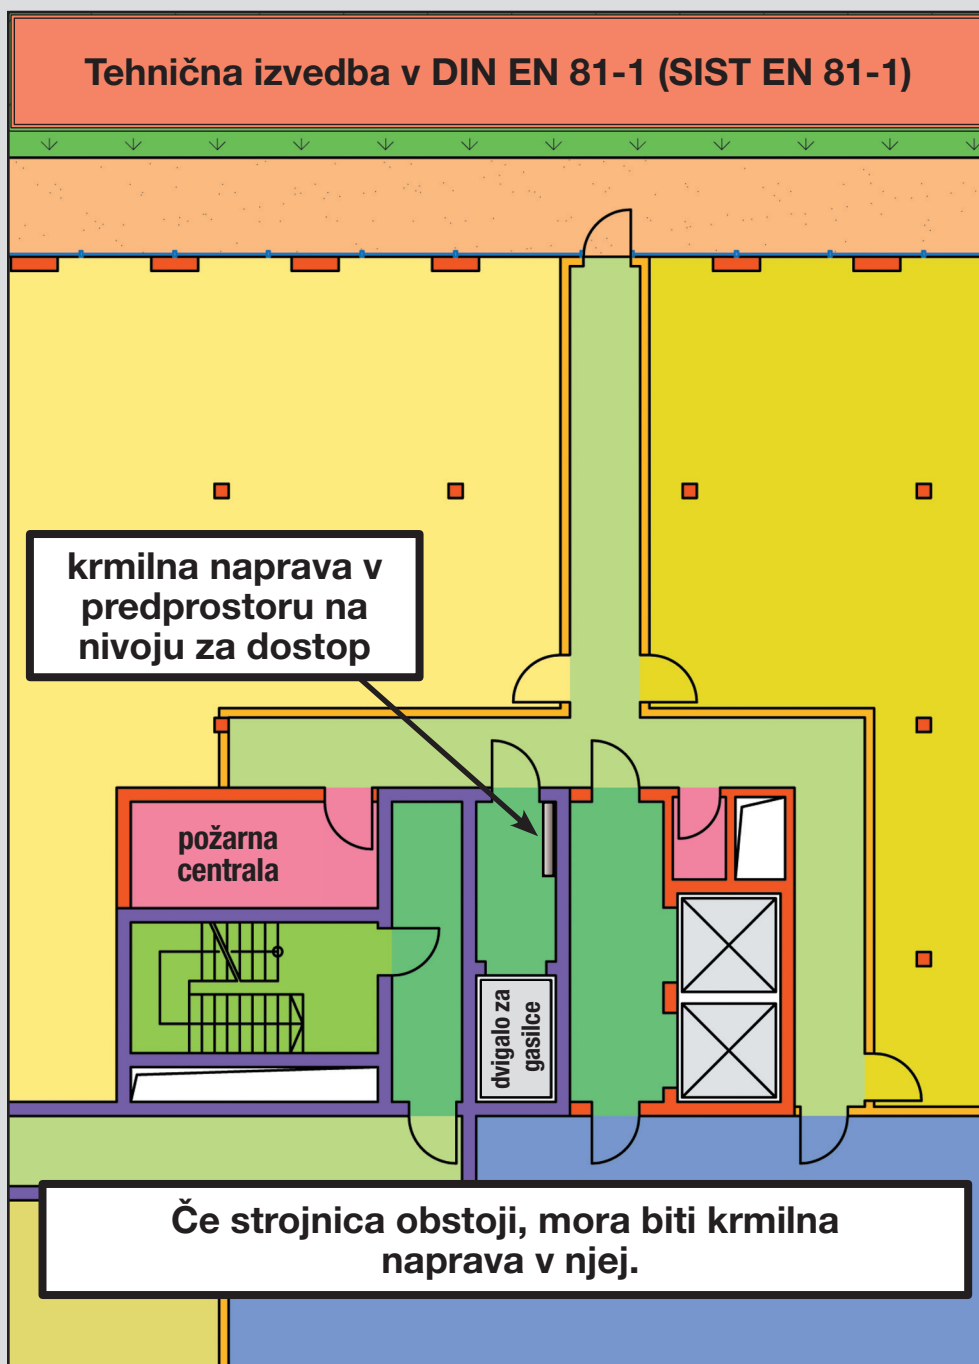 Tehnična izvedba v DIN EN 81-1 (SIST EN 81-1)
krmilna naprava v
predprostoru na
nivoju za dostop
požarna
centrala
dvigalo za
gasilce
Če strojnica obstoji, mora biti krmilna
naprava v njej.